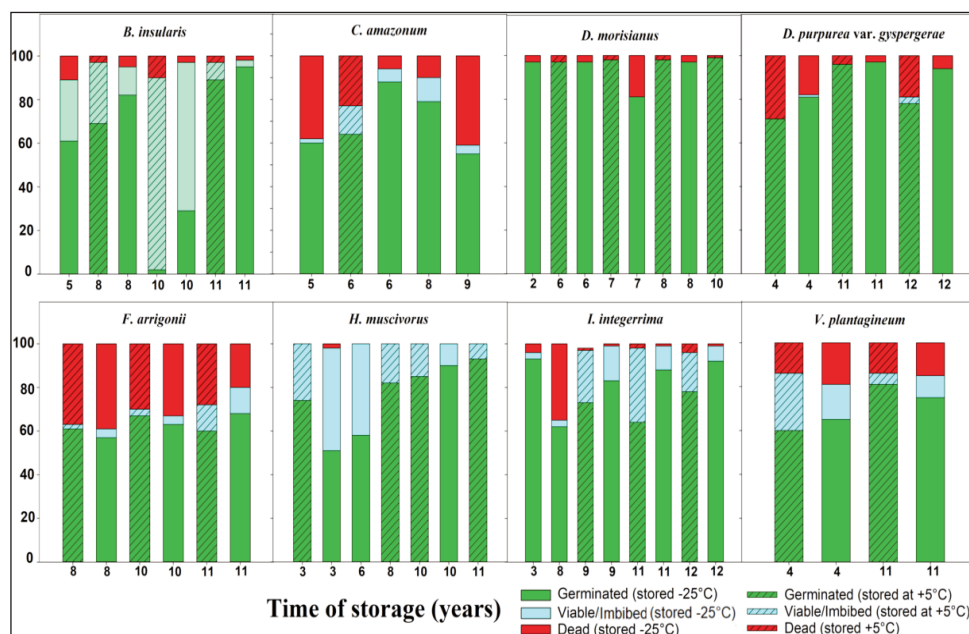 B. insularis
C. amazonum
D. morisianus
D. purpurea var. gyspergerae
100
80
60
40
20
0
5 8 8 10 10 11 11
5 6 6 8 9
2 6 6 7 7 8 8 10
4 4 11 11 12 12
F. arrigonii
H. muscivorus
I. integerrima
V. plantagineum
100
80
60
40
20
0
8 8 10 10 11 11
3 3 6 8 10 10 11
3 8 9 9 11 11 12 12
4 4 11 11
Time of storage (years)
Germinated (stored -25°C)
Viable/Imbibed (stored -25°C)
Dead (stored -25°C)
Germinated (stored at +5°C)
Viable/Imbibed (stored at +5°C)
Dead (stored +5°C)